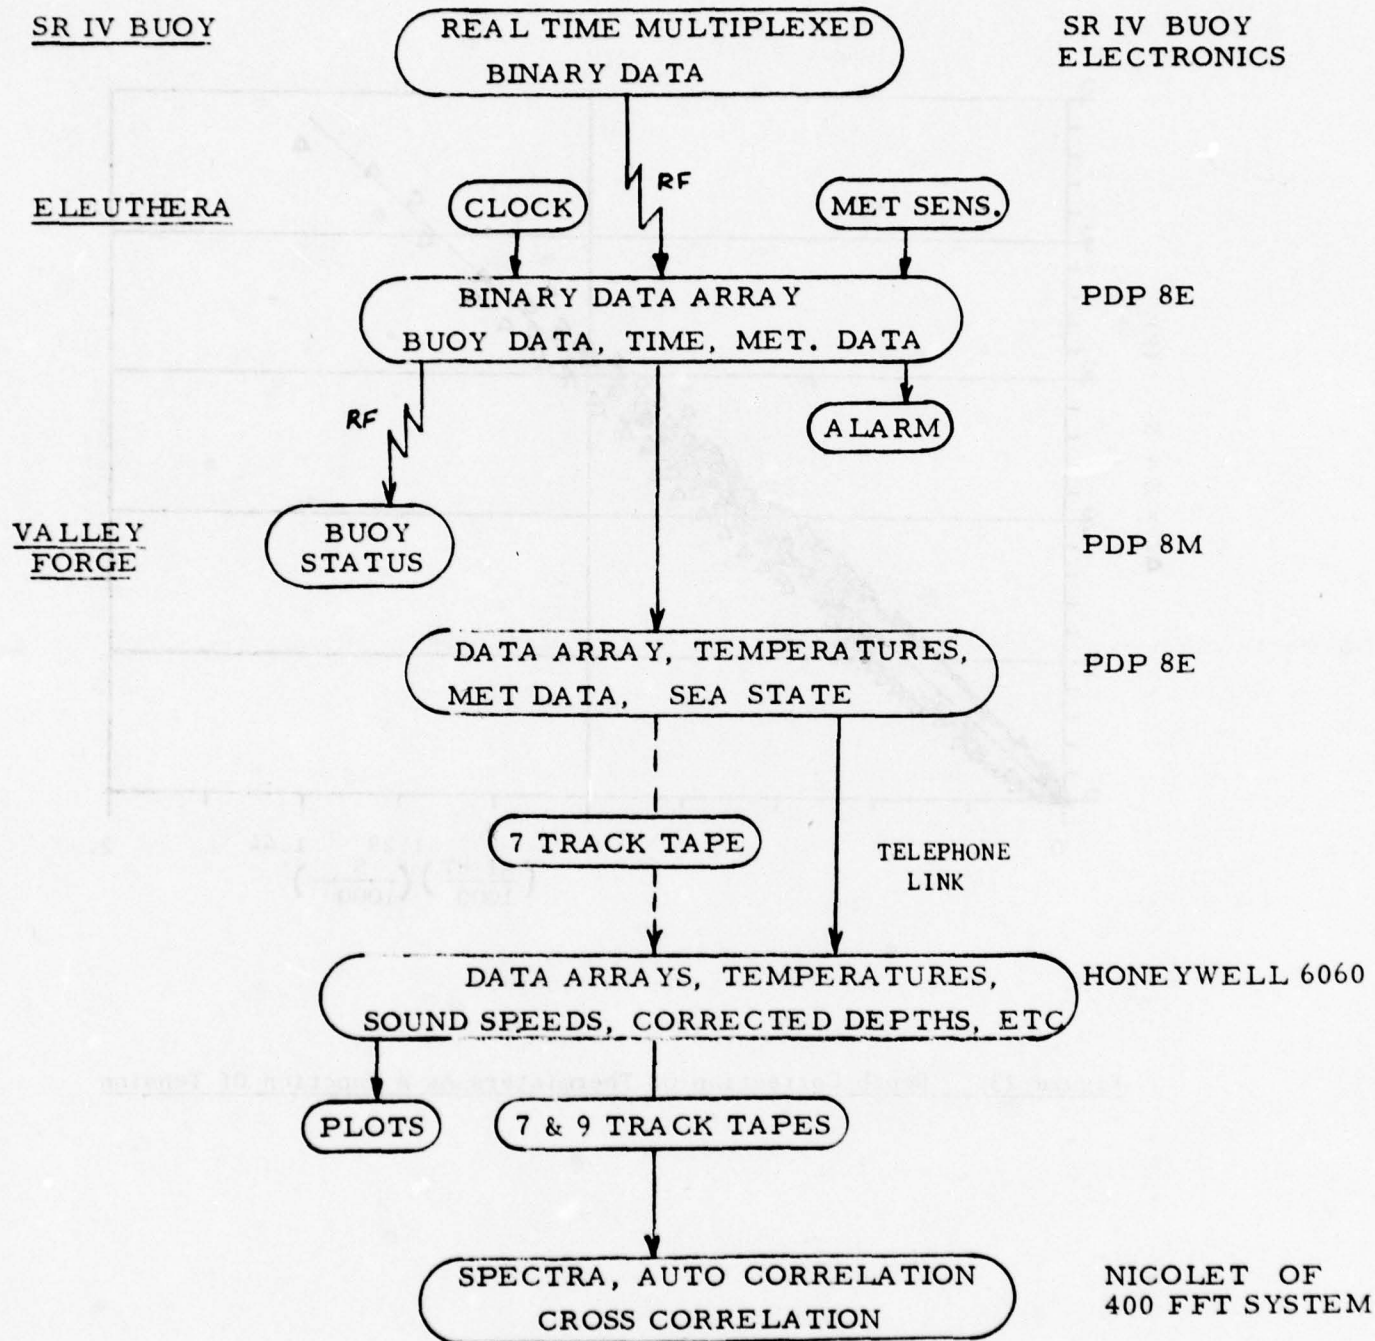 SR IV BUOY
REAL TIME MULTIPLEXED
BINARY DATA
SR IV BUOY
ELECTRONICS
RF
ELEUTHERA
CLOCK
MET SENS.
BINARY DATA ARRAY
BUOY DATA, TIME, MET. DATA
PDP 8E
RF
ALARM
VALLEY
FORGE
BUOY
STATUS
PDP 8M
DATA ARRAY, TEMPERATURES,
MET DATA, SEA STATE
PDP 8E
7 TRACK TAPE
TELEPHONE
LINK
DATA ARRAYS, TEMPERATURES,
SOUND SPEEDS, CORRECTED DEPTHS, ETC
HONEYWELL 6060
PLOTS
7 & 9 TRACK TAPES
SPECTRA, AUTO CORRELATION
CROSS CORRELATION
NICOLET OF
400 FFT SYSTEM